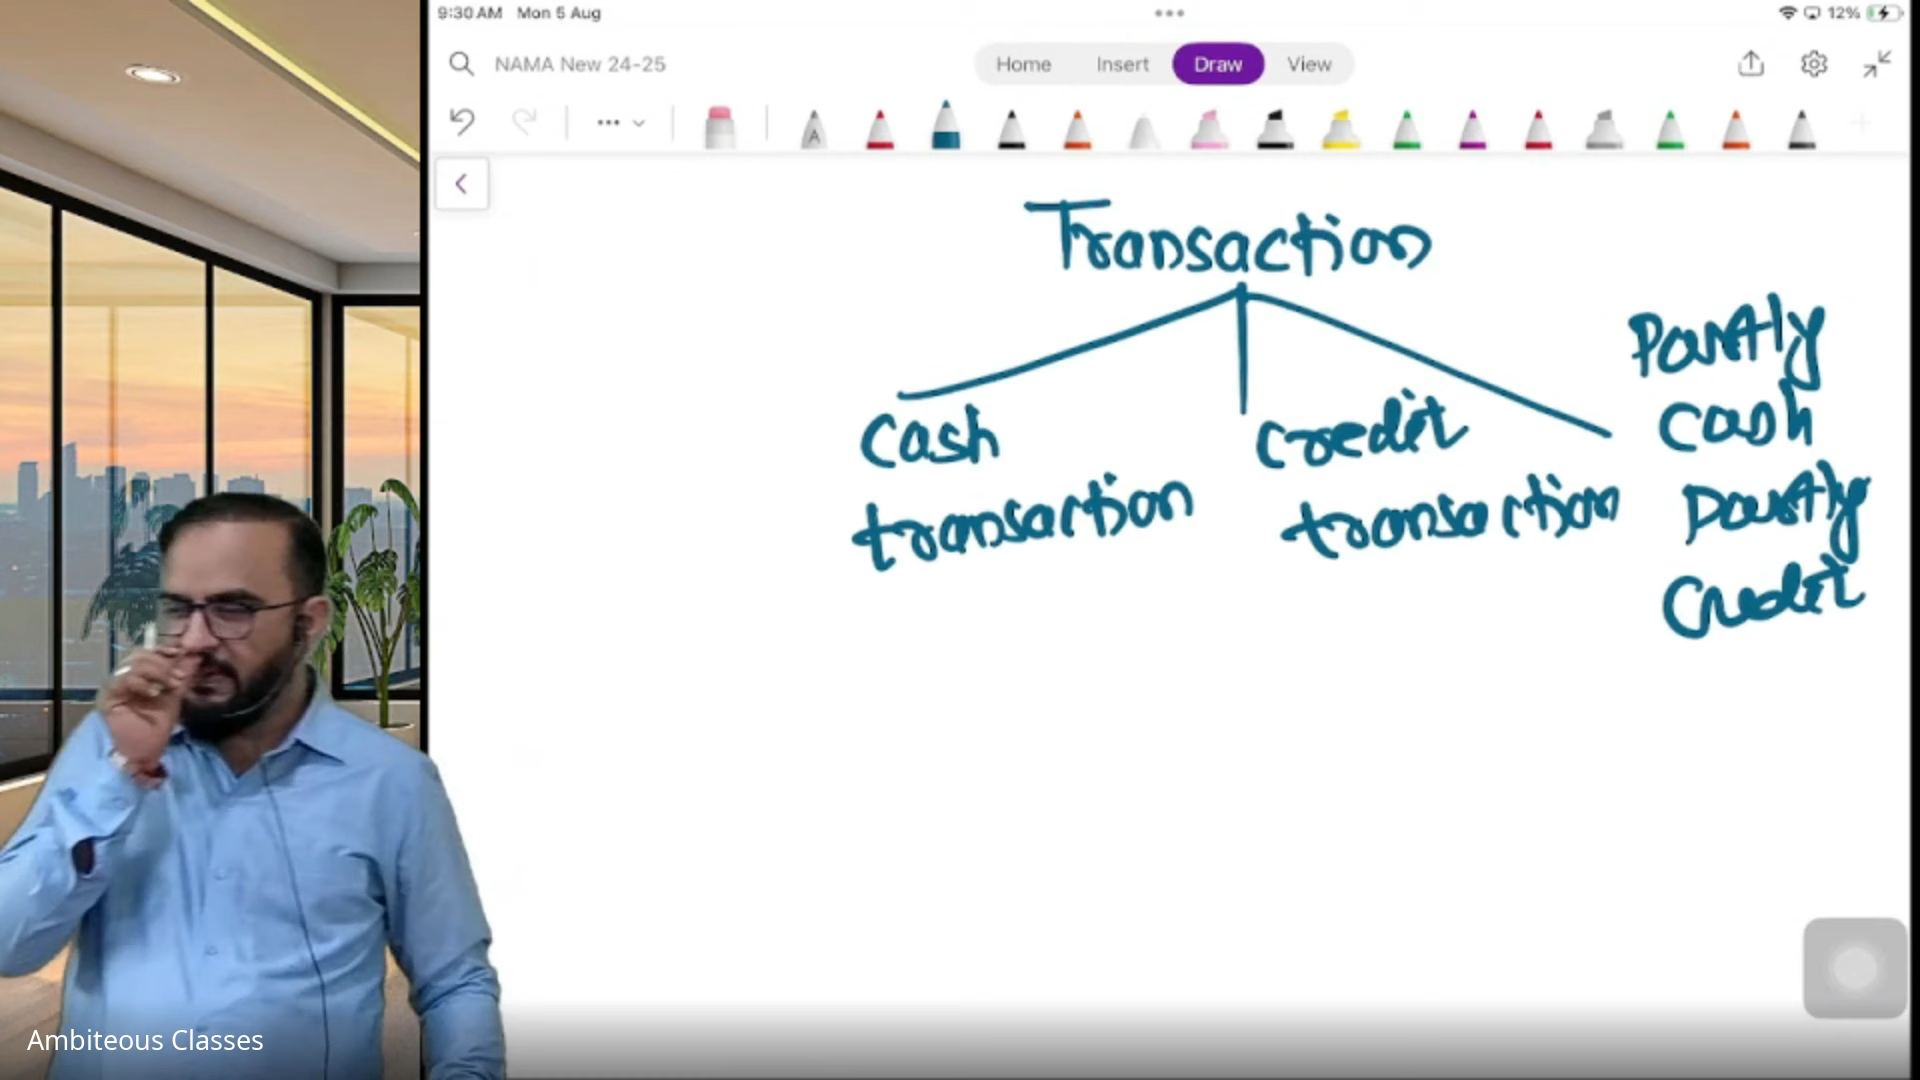 9:30 AM Mon 5 Aug
12%
NAMA New 24-25
Home Insert Draw View
A
Transaction
Cash
transaction
Credit
transaction
Partly
Cash
Partly
Credit
Ambiteous Classes